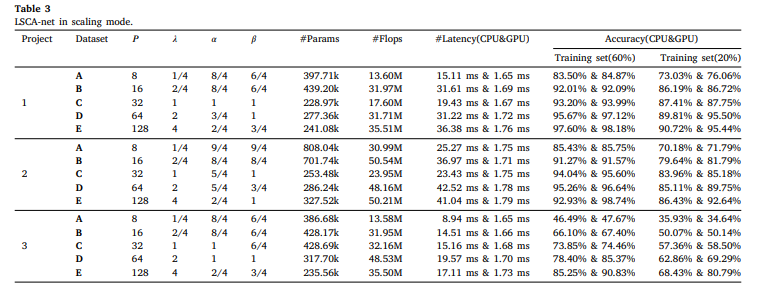 Table 3
LSCA-net in scaling mode.
Project Dataset P λ α β #Params #Flops #Latency(CPU&GPU) Accuracy(CPU&GPU)
Training set(60%) Training set(20%)
A 8 1/4 8/4 6/4 397.71k 13.60M 15.11 ms & 1.65 ms 83.50% & 84.87% 73.03% & 76.06%
B 16 2/4 8/4 6/4 439.20k 31.97M 31.61 ms & 1.69 ms 92.01% & 92.09% 86.19% & 86.72%
1 C 32 1 1 1 228.97k 17.60M 19.43 ms & 1.67 ms 93.20% & 93.99% 87.41% & 87.75%
D 64 2 3/4 1 277.36k 31.71M 31.22 ms & 1.72 ms 95.67% & 97.12% 89.81% & 95.50%
E 128 4 2/4 3/4 241.08k 35.51M 36.38 ms & 1.76 ms 97.60% & 98.18% 90.72% & 95.44%
A 8 1/4 9/4 9/4 808.04k 30.99M 25.27 ms & 1.75 ms 85.43% & 85.75% 70.18% & 71.79%
B 16 2/4 8/4 8/4 701.74k 50.54M 36.97 ms & 1.71 ms 91.27% & 91.57% 79.64% & 81.79%
2 C 32 1 5/4 1 253.48k 23.95M 23.43 ms & 1.75 ms 94.04% & 95.60% 83.96% & 85.18%
D 64 2 5/4 3/4 286.24k 48.16M 42.52 ms & 1.78 ms 95.26% & 96.64% 85.11% & 89.75%
E 128 4 2/4 1 327.52k 50.21M 41.04 ms & 1.79 ms 92.93% & 98.74% 86.43% & 92.64%
A 8 1/4 8/4 6/4 386.68k 13.58M 8.94 ms & 1.65 ms 46.49% & 47.67% 35.93% & 34.64%
B 16 2/4 8/4 6/4 428.17k 31.95M 14.51 ms & 1.66 ms 66.10% & 67.40% 50.07% & 50.14%
3 C 32 1 1 6/4 428.69k 32.16M 15.16 ms & 1.68 ms 73.85% & 74.46% 57.36% & 58.50%
D 64 2 1 1 317.70k 48.53M 19.57 ms & 1.70 ms 78.40% & 85.37% 62.86% & 69.29%
E 128 4 2/4 3/4 235.56k 35.50M 17.11 ms & 1.73 ms 85.25% & 90.83% 68.43% & 80.79%